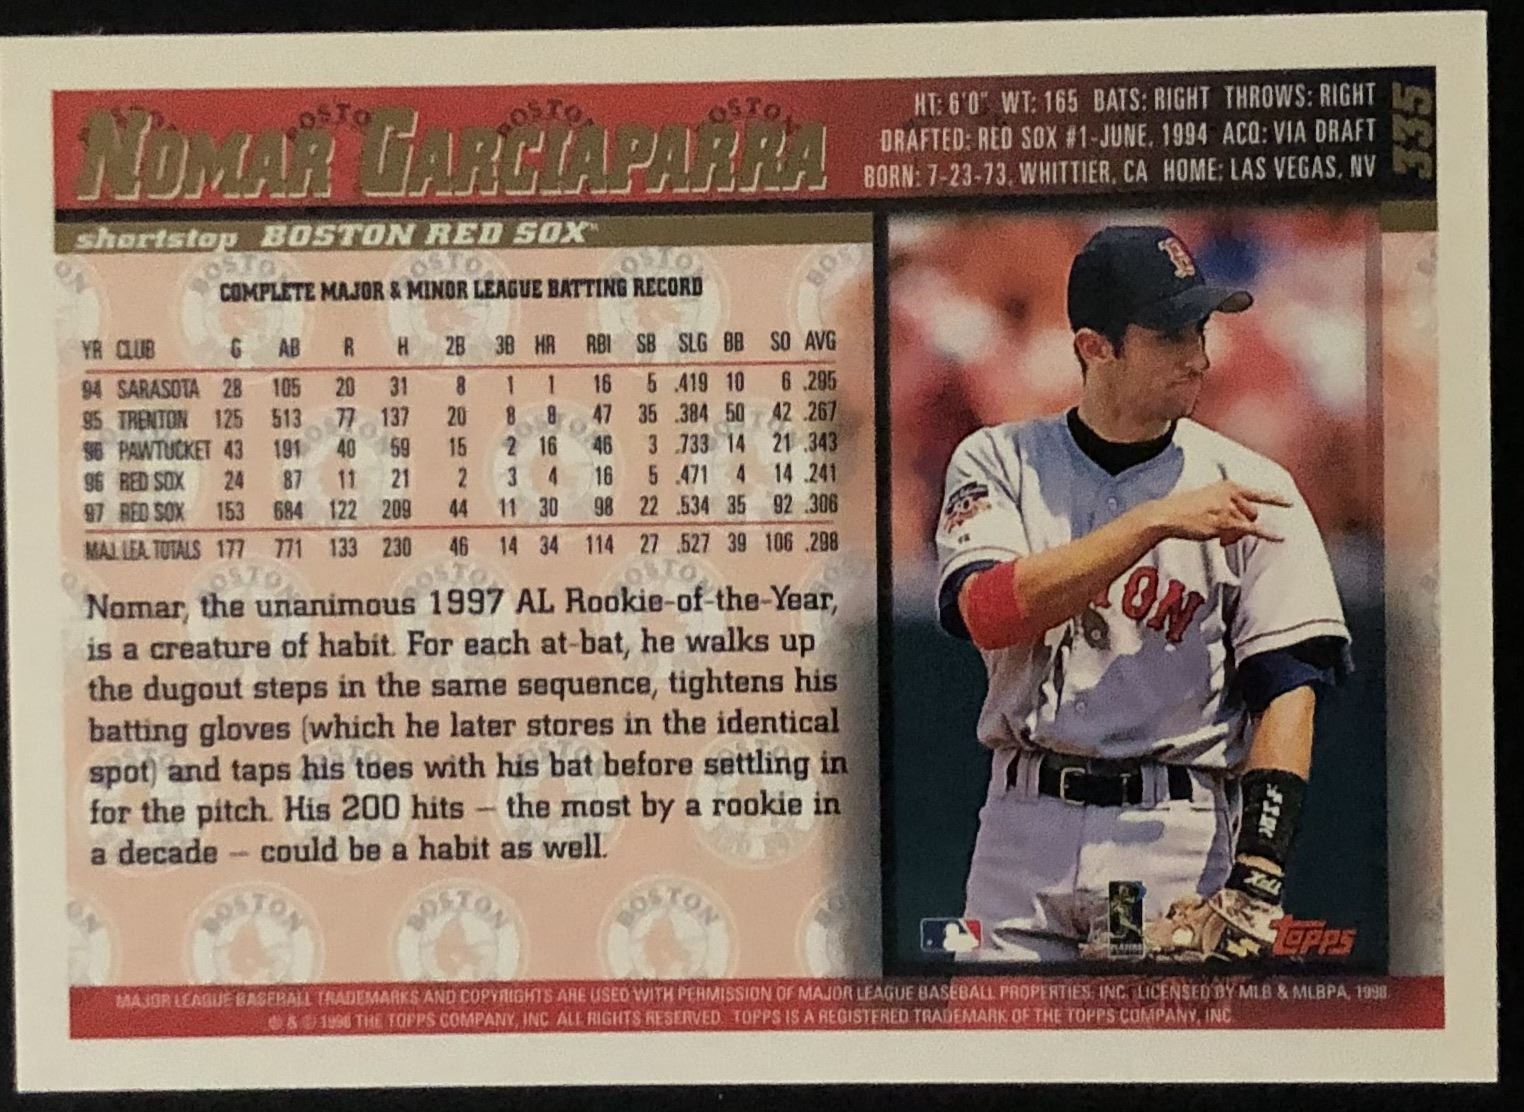 NOMAR GARCIAPARRA
HT: 6'0" WT: 165 BATS: RIGHT THROWS: RIGHT
DRAFTED: RED SOX #1-JUNE, 1994 ACQ: VIA DRAFT
BORN: 7-23-73, WHITTIER, CA HOME: LAS VEGAS, NV
335
shortstop BOSTON RED SOX™
COMPLETE MAJOR & MINOR LEAGUE BATTING RECORD
YR CLUB G AB R H 2B 3B HR RBI SB SLG BB SO AVG
94 SARASOTA 28 105 20 31 8 1 1 16 5 .419 10 6 .295
95 TRENTON 125 513 77 137 20 8 8 47 35 .384 50 42 .267
96 PAWTUCKET 43 191 40 59 15 2 16 46 3 .733 14 21 .343
96 RED SOX 24 87 11 21 2 3 4 16 5 .471 4 14 .241
97 RED SOX 153 684 122 209 44 11 30 98 22 .534 35 92 .306
MAJ. LEA. TOTALS 177 771 133 230 46 14 34 114 27 .527 39 106 .298
Nomar, the unanimous 1997 AL Rookie-of-the-Year,
is a creature of habit. For each at-bat, he walks up
the dugout steps in the same sequence, tightens his
batting gloves (which he later stores in the identical
spot) and taps his toes with his bat before settling in
for the pitch. His 200 hits – the most by a rookie in
a decade – could be a habit as well.
BOSTON
B
TON
Topps
MAJOR LEAGUE BASEBALL TRADEMARKS AND COPYRIGHTS ARE USED WITH PERMISSION OF MAJOR LEAGUE BASEBALL PROPERTIES, INC. LICENSED BY MLB & MLBPA, 1998.
® & © 1998 THE TOPPS COMPANY, INC. ALL RIGHTS RESERVED. TOPPS IS A REGISTERED TRADEMARK OF THE TOPPS COMPANY, INC.